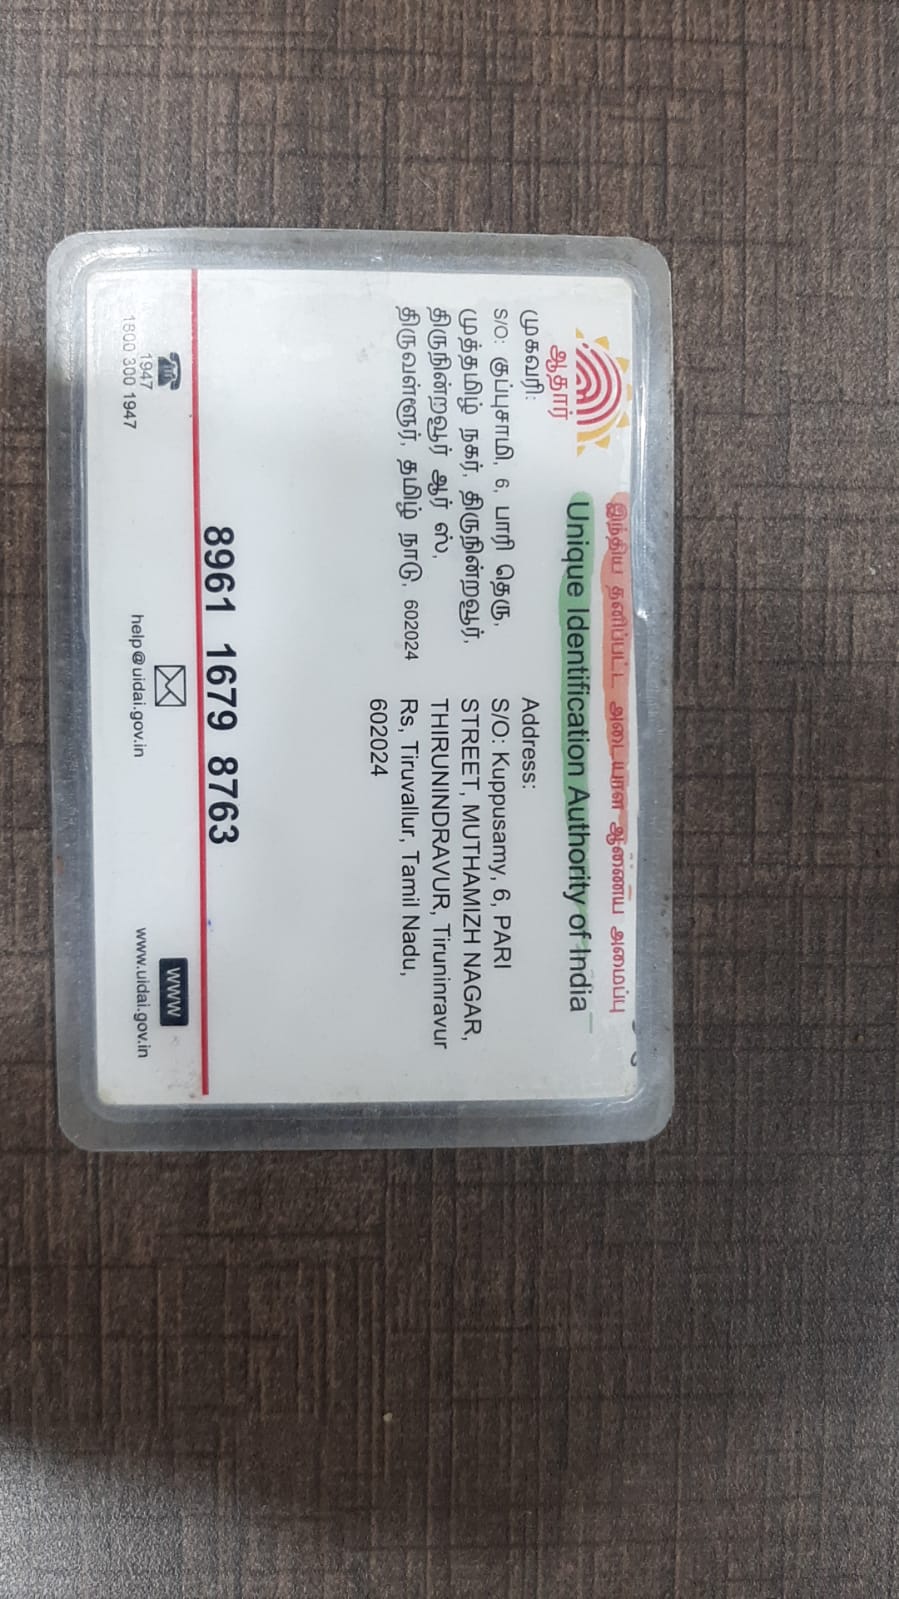 இந்திய தனிப்பட்ட அடையாள ஆணைய அமைப்பு
Unique Identification Authority of India
ஆதார்
முகவரி:
S/O: குப்புசாமி, 6, பாரி தெரு,
முத்தமிழ் நகர், திருநின்றவூர்,
திருநின்றவூர் ஆர் ஸ்,
திருவள்ளூர், தமிழ் நாடு, 602024
Address:
S/O: Kuppusamy, 6, PARI
STREET, MUTHAMIZH NAGAR,
THIRUNINDRAVUR, Tiruninravur
Rs, Tiruvallur, Tamil Nadu,
602024
8961 1679 8763
1947
1800 300 1947
help@uidai.gov.in
www
www.uidai.gov.in